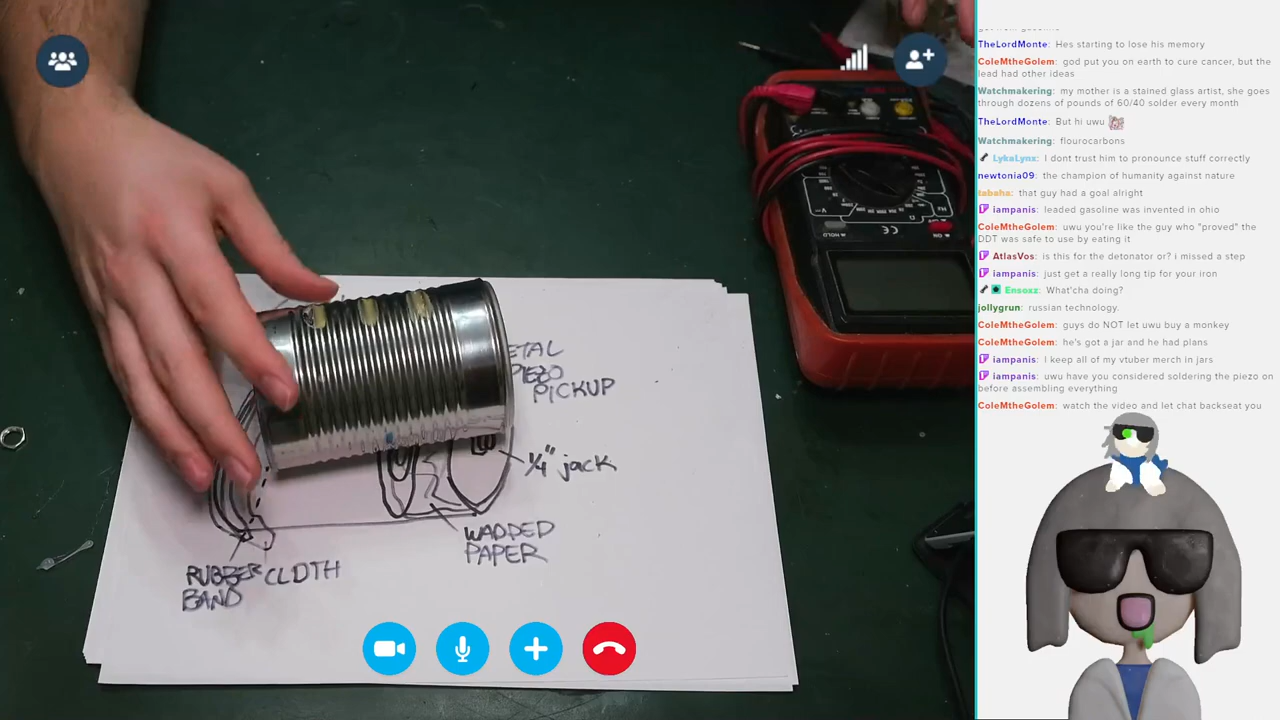 ETAL
PIEZO
PICKUP
1/4" jack
WADDED
PAPER
RUBBER CLOTH
BAND
HOLD
CE
Hz
TheLordMonte: Hes starting to lose his memory
ColeMtheGolem: god put you on earth to cure cancer, but the
lead had other ideas
Watchmakering: my mother is a stained glass artist, she goes
through dozens of pounds of 60/40 solder every month
TheLordMonte: But hi uwu
Watchmakering: flourocarbons
LykaLynx: I dont trust him to pronounce stuff correctly
newtonia09: the champion of humanity against nature
tabaha: that guy had a goal alright
iampanis: leaded gasoline was invented in ohio
ColeMtheGolem: uwu you're like the guy who "proved" the
DDT was safe to use by eating it
AtlasVos: is this for the detonator or? i missed a step
iampanis: just get a really long tip for your iron
Ensoxz: What'cha doing?
jollygrun: russian technology.
ColeMtheGolem: guys do NOT let uwu buy a monkey
ColeMtheGolem: he's got a jar and he had plans
iampanis: I keep all of my vtuber merch in jars
iampanis: uwu have you considered soldering the piezo on
before assembling everything
ColeMtheGolem: watch the video and let chat backseat you